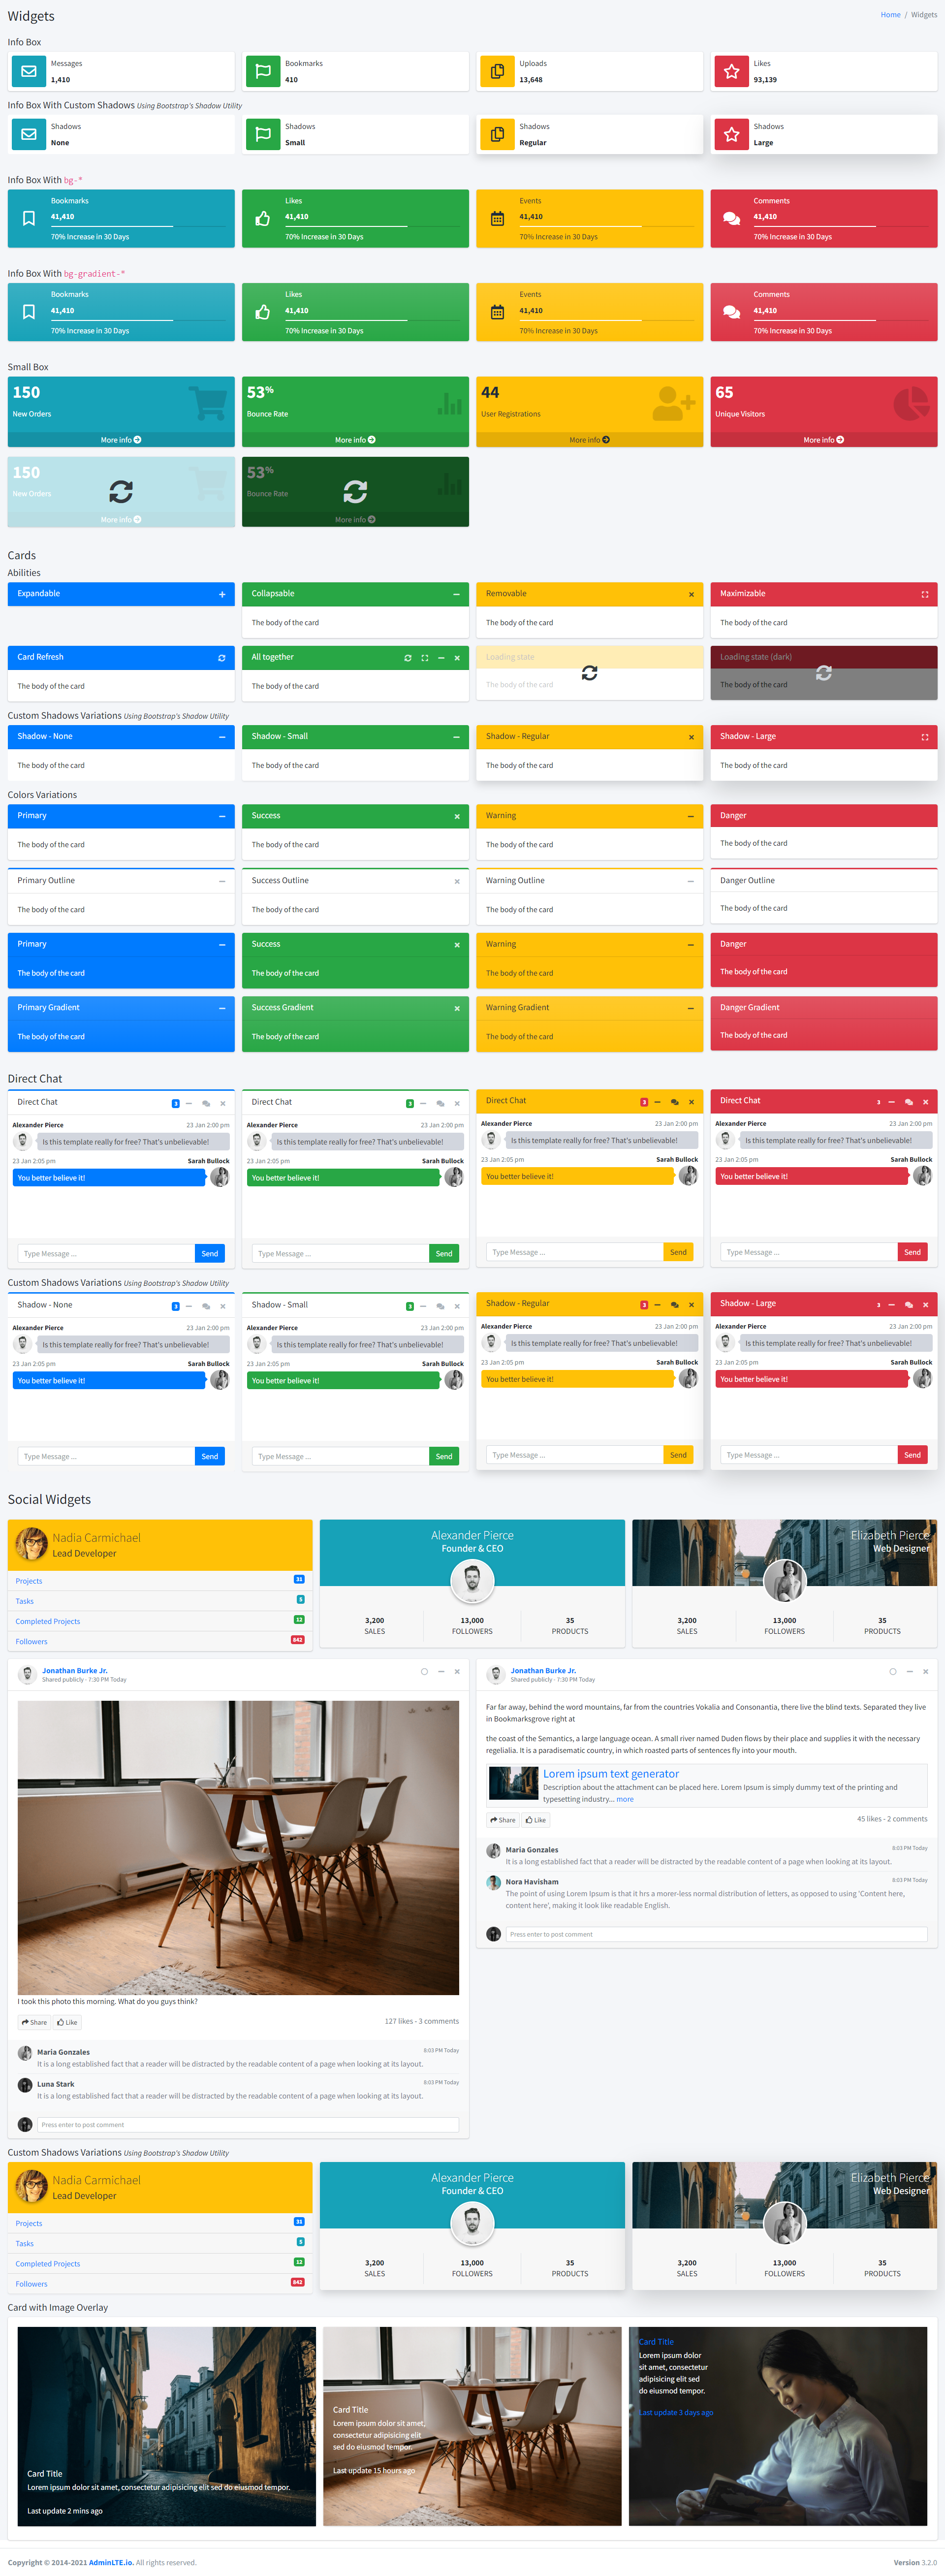 Widgets
Home / Widgets
Info Box
Messages
1,410
Bookmarks
410
Uploads
13,648
Likes
93,139
Info Box With Custom Shadows Using Bootstrap's Shadow Utility
Shadows
None
Shadows
Small
Shadows
Regular
Shadows
Large
Info Box With bg-*
Bookmarks
41,410
70% Increase in 30 Days
Likes
41,410
70% Increase in 30 Days
Events
41,410
70% Increase in 30 Days
Comments
41,410
70% Increase in 30 Days
Info Box With bg-gradient-*
Bookmarks
41,410
70% Increase in 30 Days
Likes
41,410
70% Increase in 30 Days
Events
41,410
70% Increase in 30 Days
Comments
41,410
70% Increase in 30 Days
Small Box
150
New Orders
More info
53%
Bounce Rate
More info
44
User Registrations
More info
65
Unique Visitors
More info
150
New Orders
More info
53%
Bounce Rate
More info
Cards
Abilities
Expandable
Collapsable
The body of the card
Removable
The body of the card
Maximizable
The body of the card
Card Refresh
The body of the card
All together
The body of the card
Loading state
The body of the card
Loading state (dark)
The body of the card
Custom Shadows Variations Using Bootstrap's Shadow Utility
Shadow - None
The body of the card
Shadow - Small
The body of the card
Shadow - Regular
The body of the card
Shadow - Large
The body of the card
Colors Variations
Primary
The body of the card
Success
The body of the card
Warning
The body of the card
Danger
The body of the card
Primary Outline
The body of the card
Success Outline
The body of the card
Warning Outline
The body of the card
Danger Outline
The body of the card
Primary
The body of the card
Success
The body of the card
Warning
The body of the card
Danger
The body of the card
Primary Gradient
The body of the card
Success Gradient
The body of the card
Warning Gradient
The body of the card
Danger Gradient
The body of the card
Direct Chat
Direct Chat 3
Alexander Pierce 23 Jan 2:00 pm
Is this template really for free? That's unbelievable!
23 Jan 2:05 pm Sarah Bullock
You better believe it!
Type Message ... Send
Direct Chat 3
Alexander Pierce 23 Jan 2:00 pm
Is this template really for free? That's unbelievable!
23 Jan 2:05 pm Sarah Bullock
You better believe it!
Type Message ... Send
Direct Chat 3
Alexander Pierce 23 Jan 2:00 pm
Is this template really for free? That's unbelievable!
23 Jan 2:05 pm Sarah Bullock
You better believe it!
Type Message ... Send
Direct Chat 3
Alexander Pierce 23 Jan 2:00 pm
Is this template really for free? That's unbelievable!
23 Jan 2:05 pm Sarah Bullock
You better believe it!
Type Message ... Send
Custom Shadows Variations Using Bootstrap's Shadow Utility
Shadow - None 3
Alexander Pierce 23 Jan 2:00 pm
Is this template really for free? That's unbelievable!
23 Jan 2:05 pm Sarah Bullock
You better believe it!
Type Message ... Send
Shadow - Small 3
Alexander Pierce 23 Jan 2:00 pm
Is this template really for free? That's unbelievable!
23 Jan 2:05 pm Sarah Bullock
You better believe it!
Type Message ... Send
Shadow - Regular 3
Alexander Pierce 23 Jan 2:00 pm
Is this template really for free? That's unbelievable!
23 Jan 2:05 pm Sarah Bullock
You better believe it!
Type Message ... Send
Shadow - Large 3
Alexander Pierce 23 Jan 2:00 pm
Is this template really for free? That's unbelievable!
23 Jan 2:05 pm Sarah Bullock
You better believe it!
Type Message ... Send
Social Widgets
Nadia Carmichael
Lead Developer
Projects 31
Tasks 5
Completed Projects 12
Followers 842
Alexander Pierce
Founder & CEO
3,200 13,000 35
SALES FOLLOWERS PRODUCTS
Elizabeth Pierce
Web Designer
3,200 13,000 35
SALES FOLLOWERS PRODUCTS
Jonathan Burke Jr.
Shared publicly - 7:30 PM Today
I took this photo this morning. What do you guys think?
Share Like 127 likes - 3 comments
Maria Gonzales 8:03 PM Today
It is a long established fact that a reader will be distracted by the readable content of a page when looking at its layout.
Luna Stark 8:03 PM Today
It is a long established fact that a reader will be distracted by the readable content of a page when looking at its layout.
Press enter to post comment
Jonathan Burke Jr.
Shared publicly - 7:30 PM Today
Far far away, behind the word mountains, far from the countries Vokalia and Consonantia, there live the blind texts. Separated they live
in Bookmarksgrove right at
the coast of the Semantics, a large language ocean. A small river named Duden flows by their place and supplies it with the necessary
regelialia. It is a paradisematic country, in which roasted parts of sentences fly into your mouth.
Lorem ipsum text generator
Description about the attachment can be placed here. Lorem Ipsum is simply dummy text of the printing and
typesetting industry... more
Share Like 45 likes - 2 comments
Maria Gonzales 8:03 PM Today
It is a long established fact that a reader will be distracted by the readable content of a page when looking at its layout.
Nora Havisham 8:03 PM Today
The point of using Lorem Ipsum is that it hrs a morer-less normal distribution of letters, as opposed to using 'Content here,
content here', making it look like readable English.
Press enter to post comment
Custom Shadows Variations Using Bootstrap's Shadow Utility
Nadia Carmichael
Lead Developer
Projects 31
Tasks 5
Completed Projects 12
Followers 842
Alexander Pierce
Founder & CEO
3,200 13,000 35
SALES FOLLOWERS PRODUCTS
Elizabeth Pierce
Web Designer
3,200 13,000 35
SALES FOLLOWERS PRODUCTS
Card with Image Overlay
Card Title
Lorem ipsum dolor sit amet, consectetur adipisicing elit sed do eiusmod tempor.
Last update 2 mins ago
Card Title
Lorem ipsum dolor sit amet,
consectetur adipisicing elit
sed do eiusmod tempor.
Last update 15 hours ago
Card Title
Lorem ipsum dolor
sit amet, consectetur
adipisicing elit sed
do eiusmod tempor.
Last update 3 days ago
Copyright © 2014-2021 AdminLTE.io. All rights reserved.
Version 3.2.0